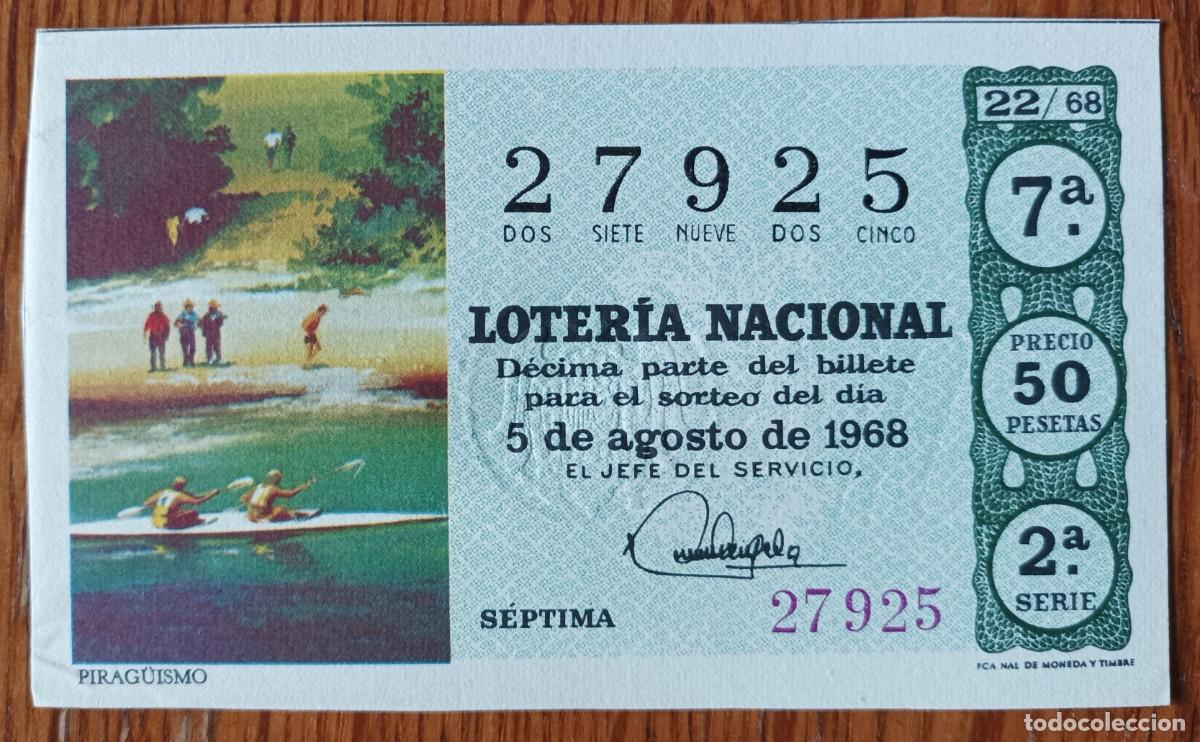 22/68
2 7 9 2 5
DOS SIETE NUEVE DOS CINCO
7ª.
LOTERÍA NACIONAL
Décima parte del billete
para el sorteo del día
5 de agosto de 1968
EL JEFE DEL SERVICIO,
PRECIO
50
PESETAS
2ª.
SERIE
SÉPTIMA
27925
PIRAGÜISMO
FCA NAL DE MONEDA Y TIMBRE
todocoleccion